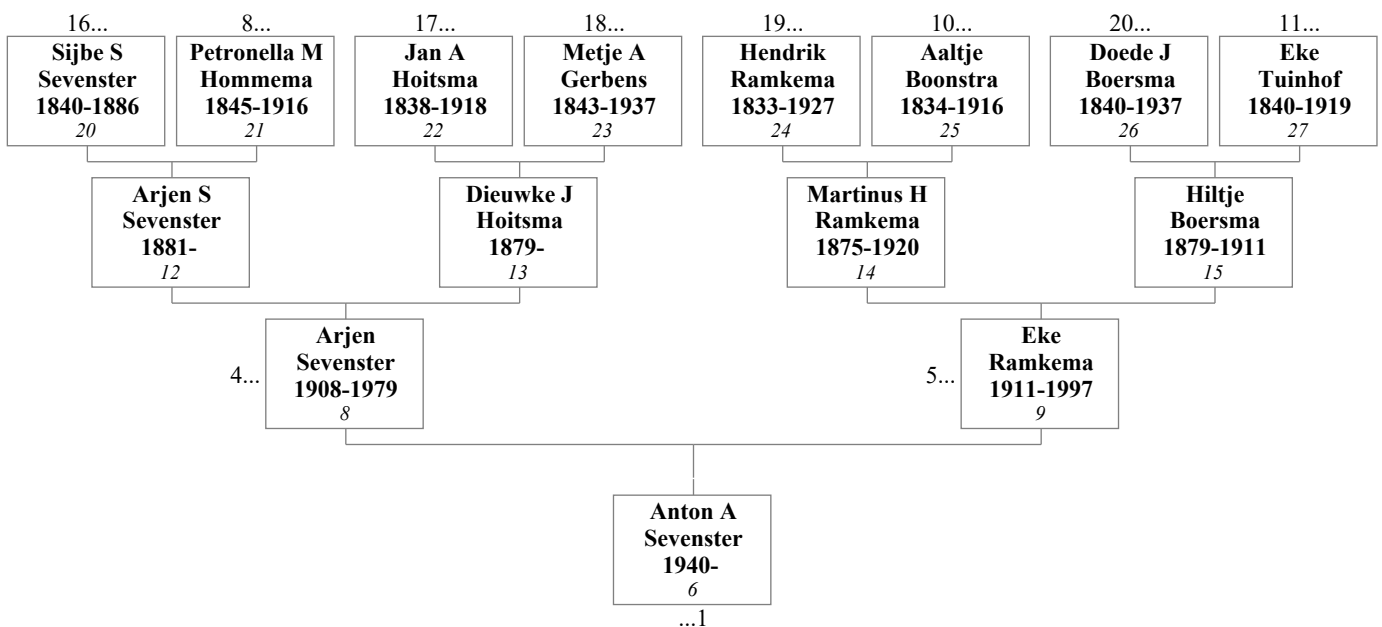 16...
8...
17...
18...
19...
10...
20...
11...
Sijbe S
Sevenster
1840-1886
20
Petronella M
Hommema
1845-1916
21
Jan A
Hoitsma
1838-1918
22
Metje A
Gerbens
1843-1937
23
Hendrik
Ramkema
1833-1927
24
Aaltje
Boonstra
1834-1916
25
Doede J
Boersma
1840-1937
26
Eke
Tuinhof
1840-1919
27
Arjen S
Sevenster
1881-
12
Dieuwke J
Hoitsma
1879-
13
Martinus H
Ramkema
1875-1920
14
Hiltje
Boersma
1879-1911
15
4...
Arjen
Sevenster
1908-1979
8
5...
Eke
Ramkema
1911-1997
9
Anton A
Sevenster
1940-
6
...1